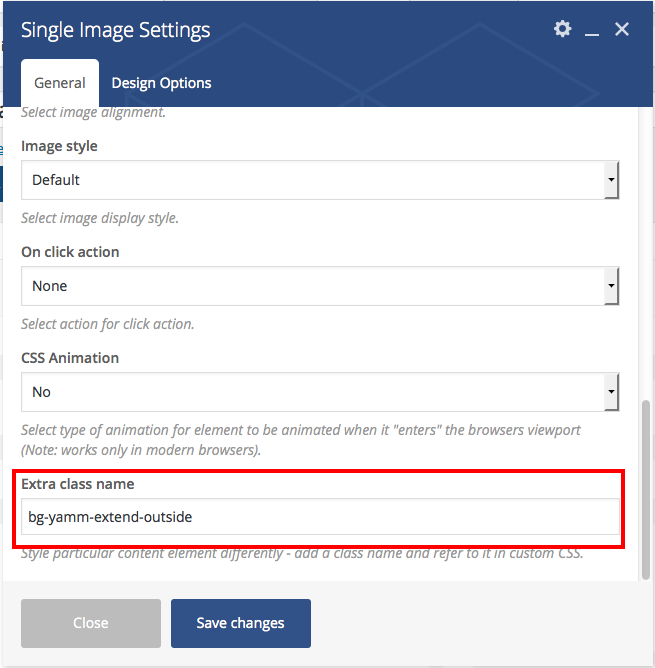 Single Image Settings
General
Design Options
Select image alignment.
Image style
Default
Select image display style.
On click action
None
Select action for click action.
CSS Animation
No
Select type of animation for element to be animated when it "enters" the browsers viewport
(Note: works only in modern browsers).
Extra class name
bg-yamm-extend-outside
Style particular content element differently - add a class name and refer to it in custom CSS.
Close
Save changes